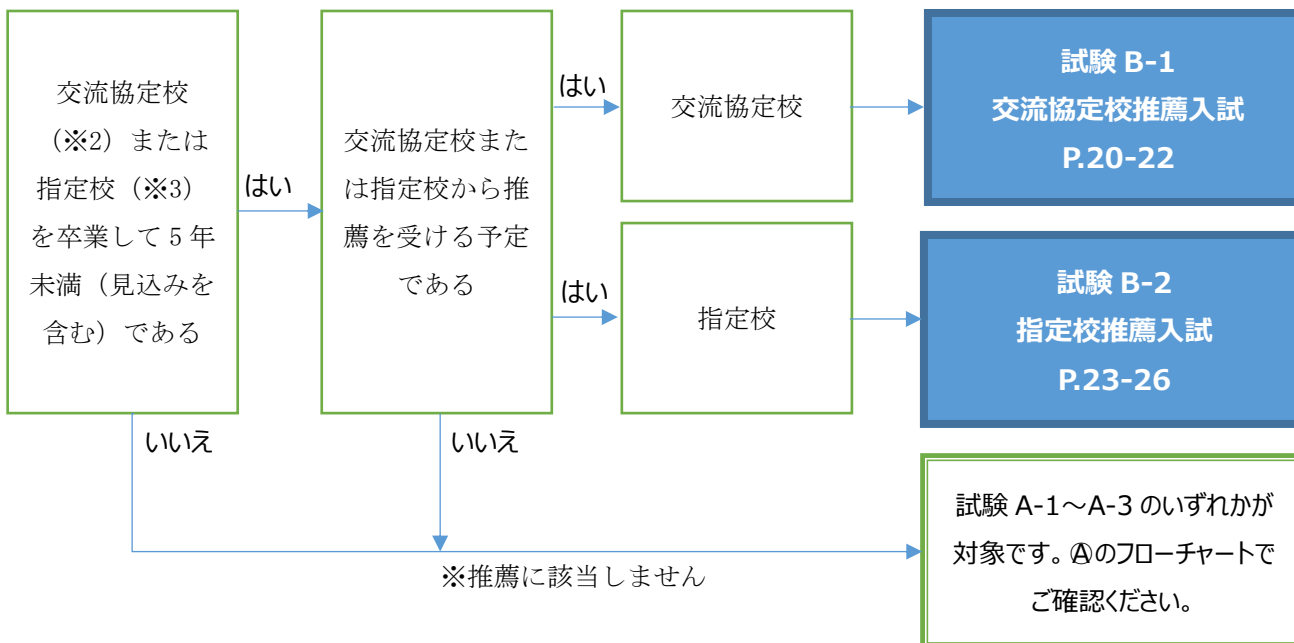 交流協定校
（※2）または
指定校（※3）
を卒業して 5 年
未満（見込みを
含む）である
はい
交流協定校また
は指定校から推
薦を受ける予定
である
はい
交流協定校
試験 B-1
交流協定校推薦入試
P.20-22
はい
指定校
試験 B-2
指定校推薦入試
P.23-26
いいえ
いいえ
※推薦に該当しません
試験 A-1～A-3 のいずれかが
対象です。Ⓐのフローチャートで
ご確認ください。